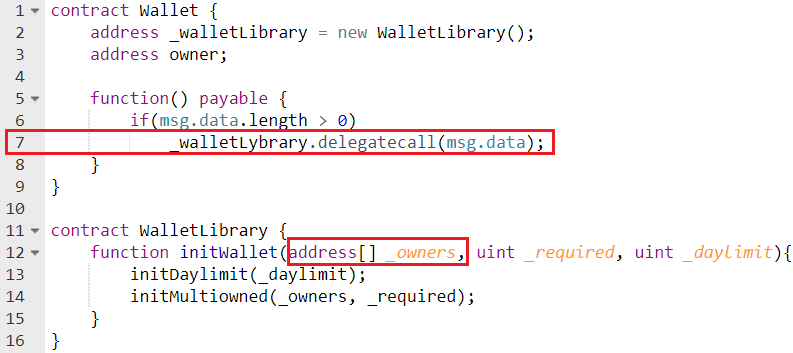 1 contract Wallet {
2 address _walletLibrary = new WalletLibrary();
3 address owner;
4
5 function() payable {
6 if(msg.data.length > 0)
7 _walletLybrary.delegatecall(msg.data);
8 }
9 }
10
11 contract WalletLibrary {
12 function initWallet(address[] _owners, uint _required, uint _daylimit){
13 initDaylimit(_daylimit);
14 initMultiowned(_owners, _required);
15 }
16 }